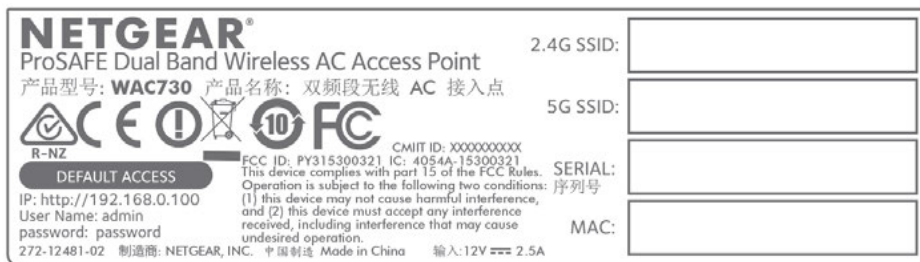 NETGEAR®
ProSAFE Dual Band Wireless AC Access Point
产品型号: WAC730 产品名称: 双频段无线 AC 接入点
R-NZ
10
FC
CMIIT ID: XXXXXXXXXX
DEFAULT ACCESS
IP: http://192.168.0.100
User Name: admin
password: password
FCC ID: PY315300321 IC: 4054A-15300321
This device complies with part 15 of the FCC Rules.
Operation is subject to the following two conditions:
(1) this device may not cause harmful interference,
and (2) this device must accept any interference
received, including interference that may cause
undesired operation.
272-12481-02 制造商: NETGEAR, INC. 中国制造 Made in China 输入:12V 2.5A
2.4G SSID:
5G SSID:
SERIAL:
序列号
MAC: